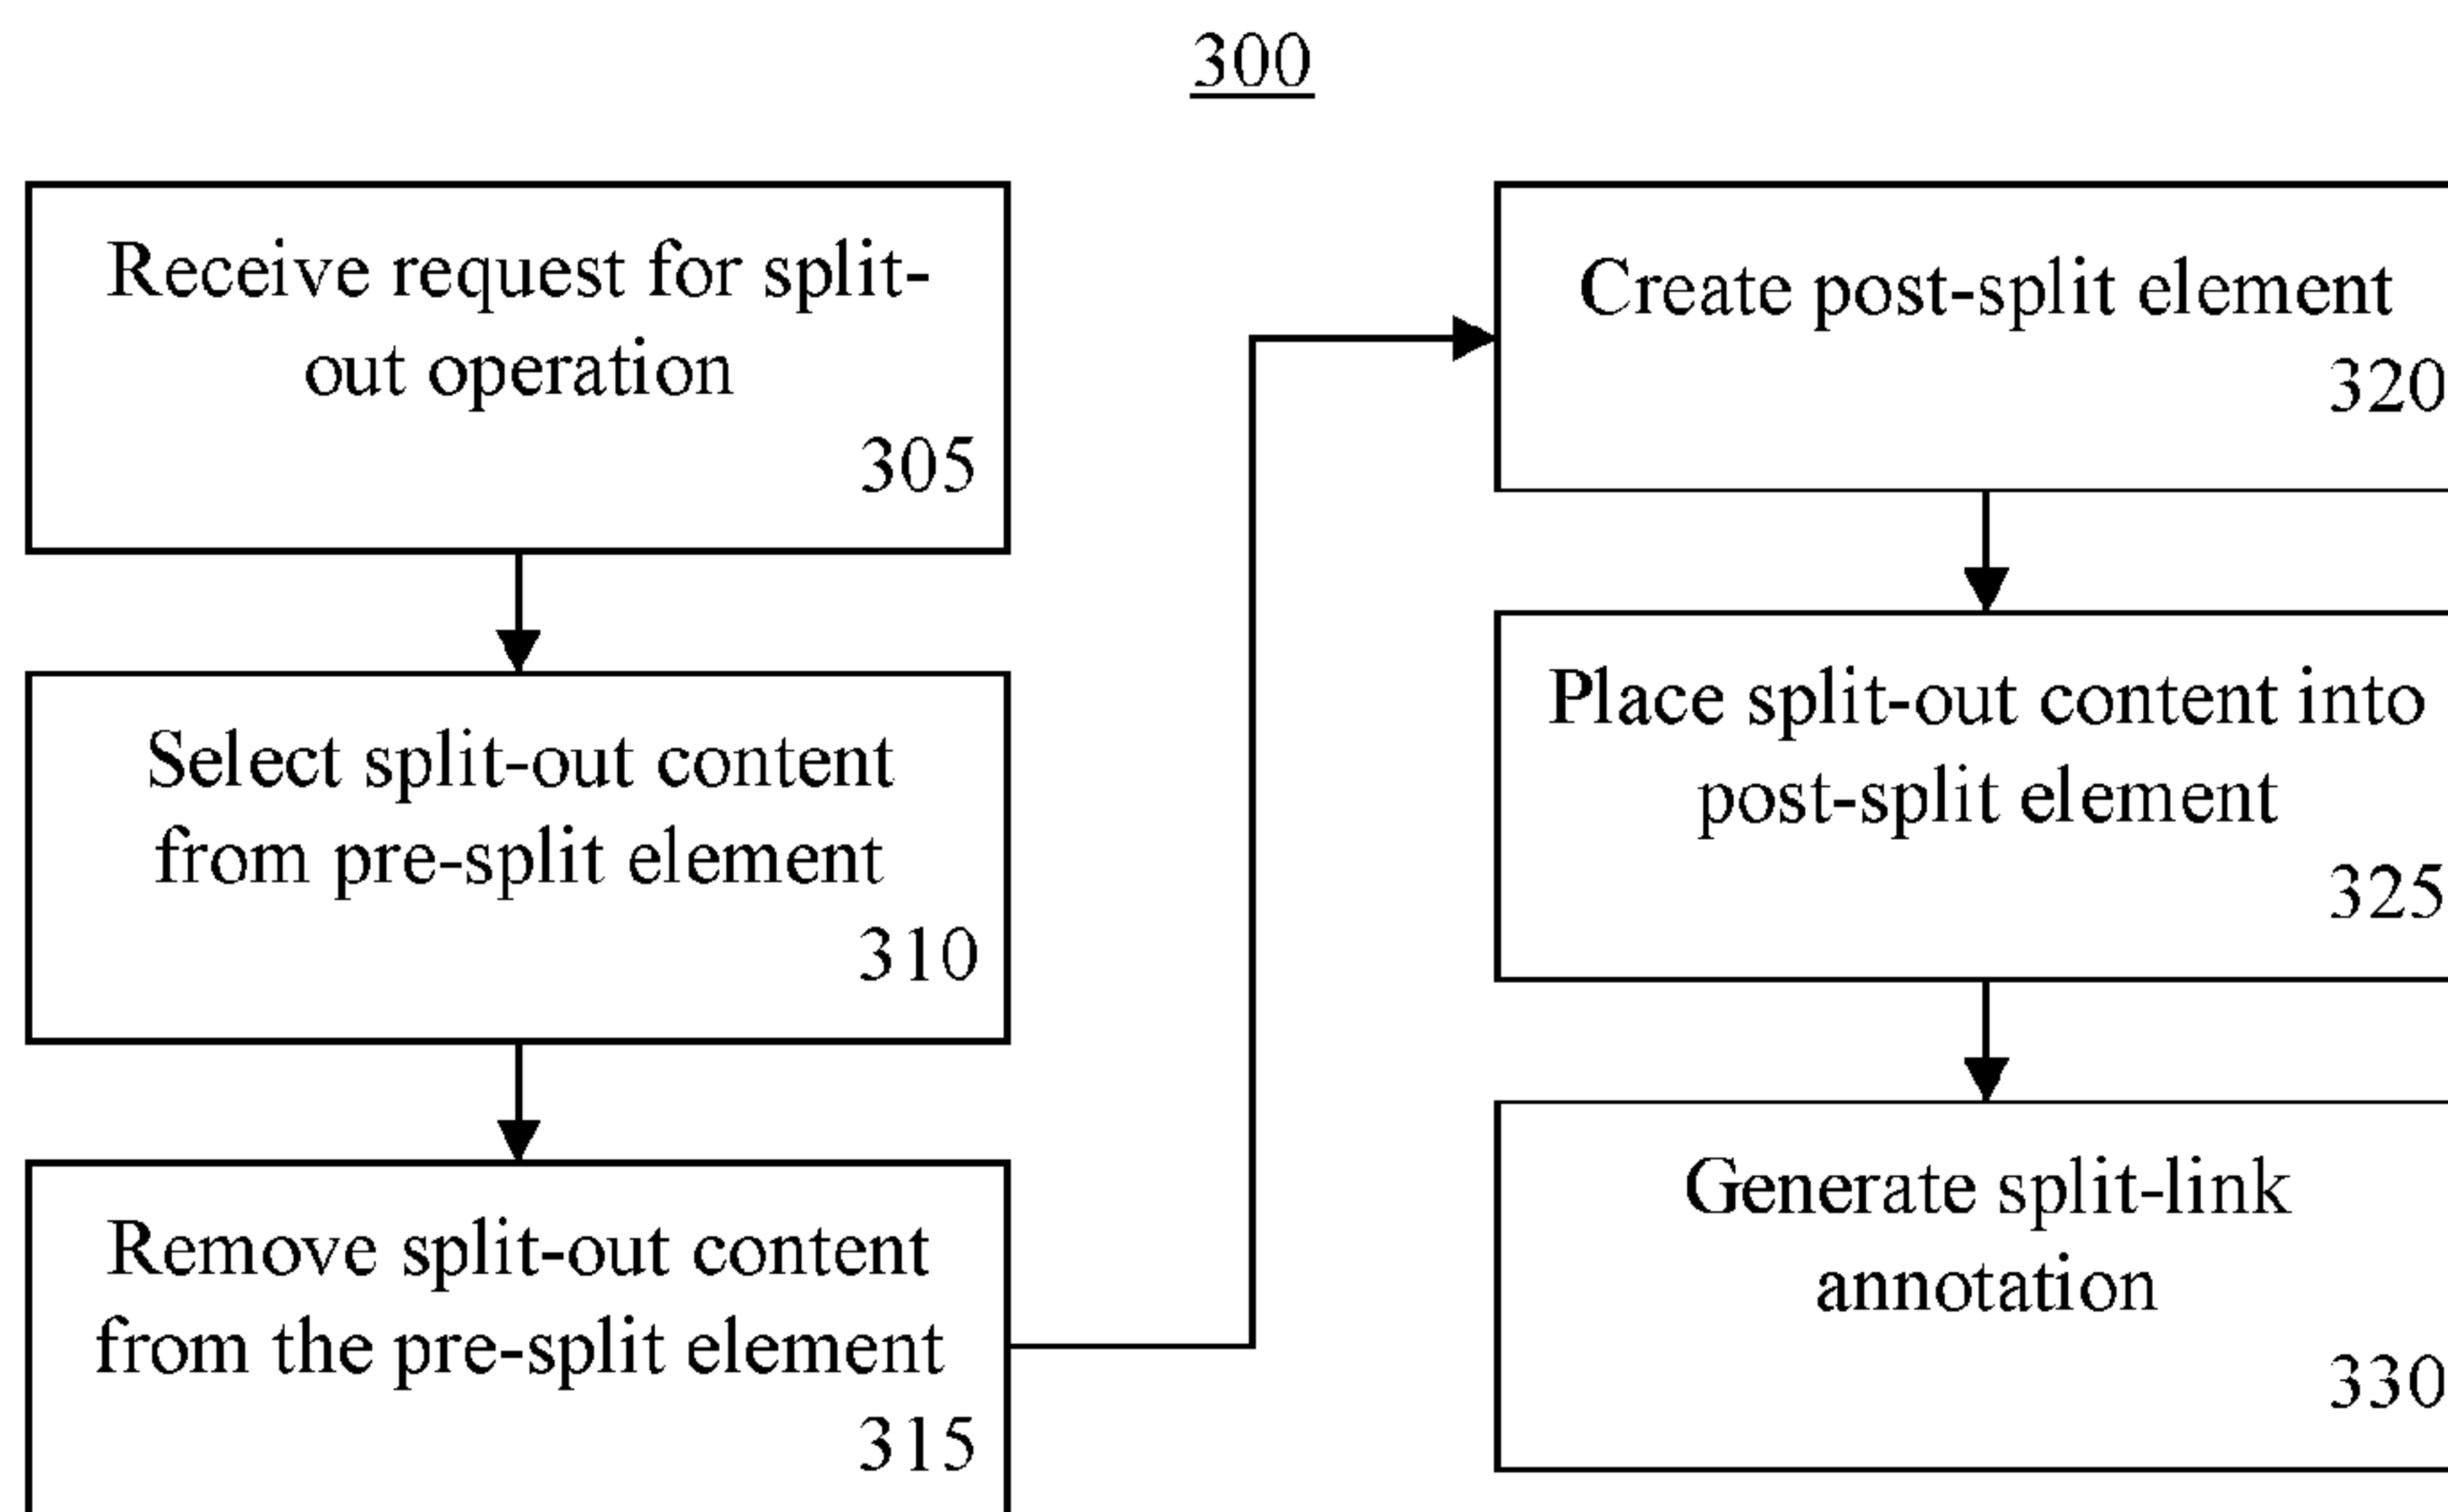 300
Receive request for split-
out operation
305
Select split-out content
from pre-split element
310
Remove split-out content
from the pre-split element
315
Create post-split element
320
Place split-out content into
post-split element
325
Generate split-link
annotation
330